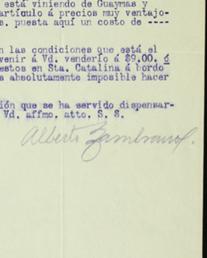 está viniendo de Guaymas y
artículo á precios muy ventajo-
s. puesta aquí un costo de ----
n las condiciones que está el
venir á Vd. venderlo á $9.00. d
estos en Sta. Catalina á bordo
s absolutamente imposible hacer
ión que se ha servido dispensar-
Vd. affmo. atto. S. S.
Alberto Zambrano